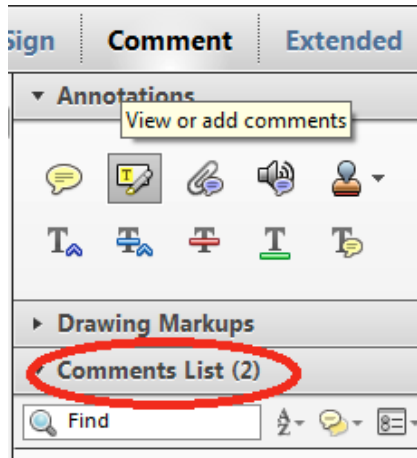 Sign Comment Extended
Annotations
View or add comments
Drawing Markups
Comments List (2)
Find